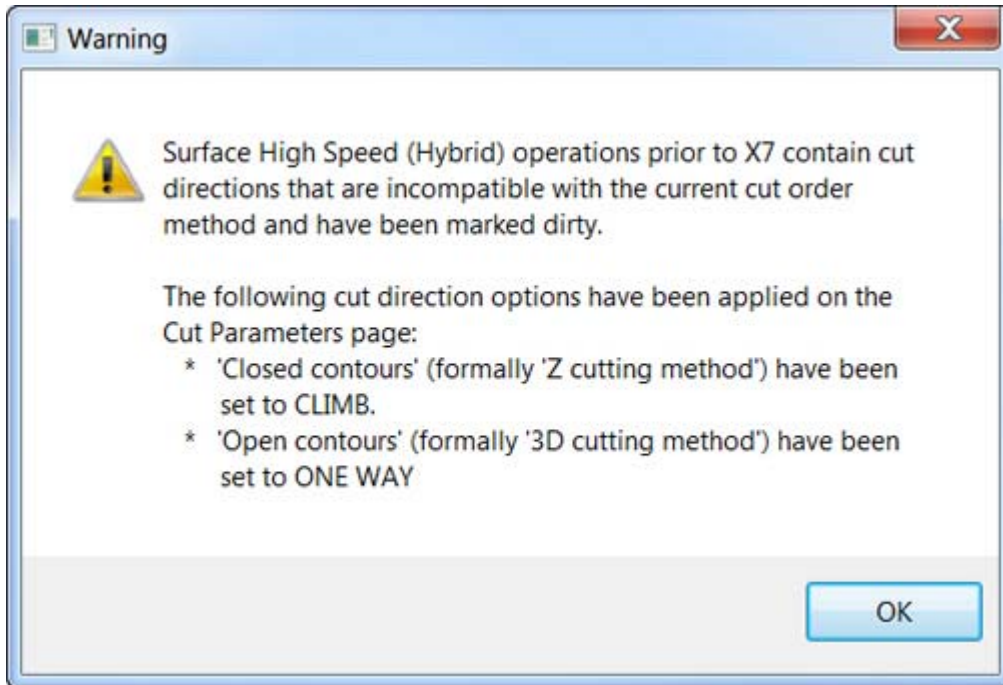 Warning
Surface High Speed (Hybrid) operations prior to X7 contain cut
directions that are incompatible with the current cut order
method and have been marked dirty.
The following cut direction options have been applied on the
Cut Parameters page:
* 'Closed contours' (formally 'Z cutting method') have been
set to CLIMB.
* 'Open contours' (formally '3D cutting method') have been
set to ONE WAY
OK